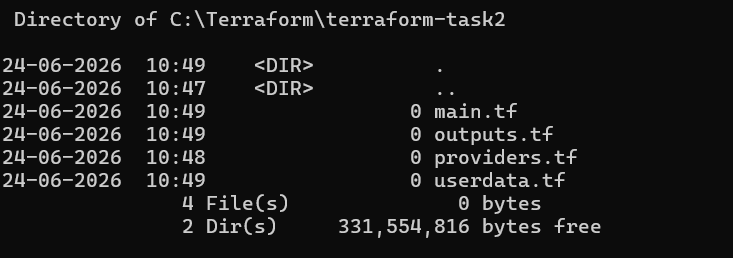 Directory of C:\Terraform\terraform-task2
24-06-2026  10:49    <DIR>          .
24-06-2026  10:47    <DIR>          ..
24-06-2026  10:49                 0 main.tf
24-06-2026  10:49                 0 outputs.tf
24-06-2026  10:48                 0 providers.tf
24-06-2026  10:49                 0 userdata.tf
               4 File(s)              0 bytes
               2 Dir(s)     331,554,816 bytes free